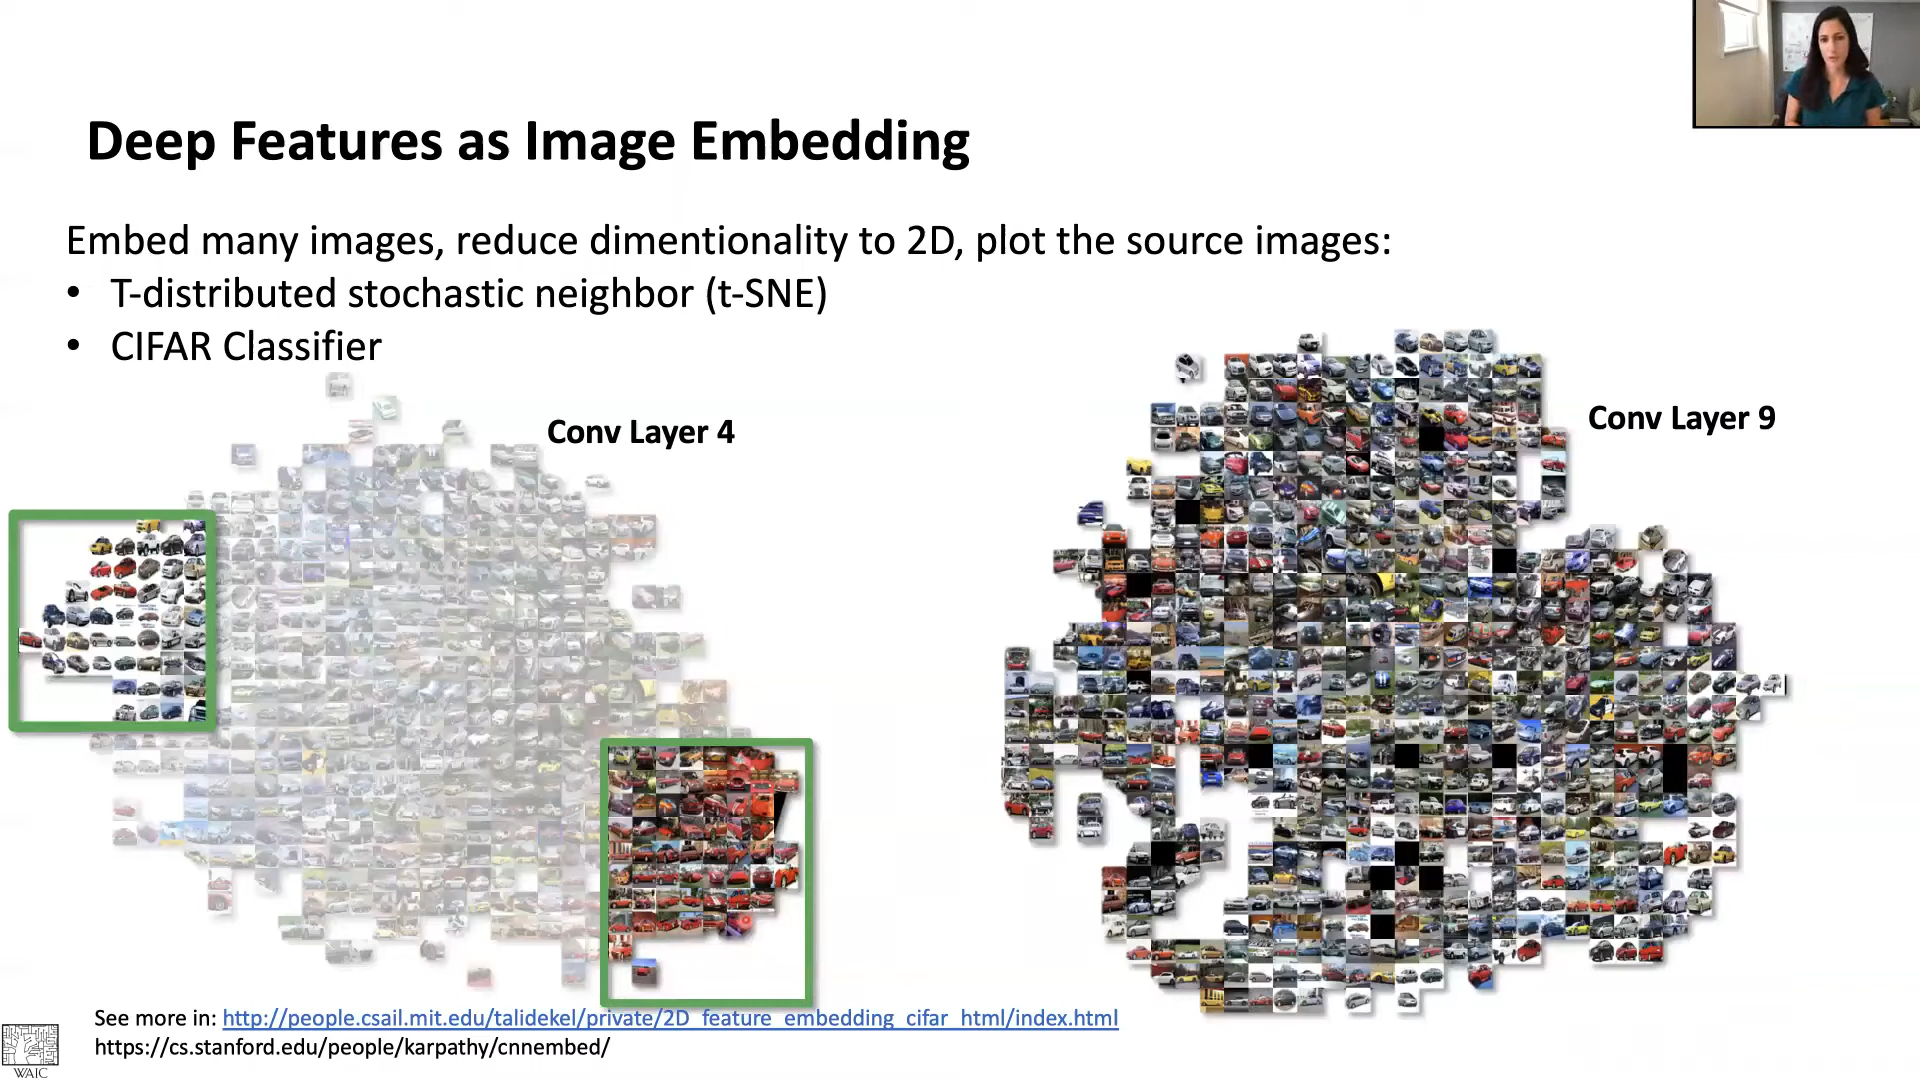 Deep Features as Image Embedding
Embed many images, reduce dimentionality to 2D, plot the source images:
• T-distributed stochastic neighbor (t-SNE)
• CIFAR Classifier
Conv Layer 4
Conv Layer 9
See more in: http://people.csail.mit.edu/talidekel/private/2D_feature_embedding_cifar_html/index.html
https://cs.stanford.edu/people/karpathy/cnnembed/
WAIC